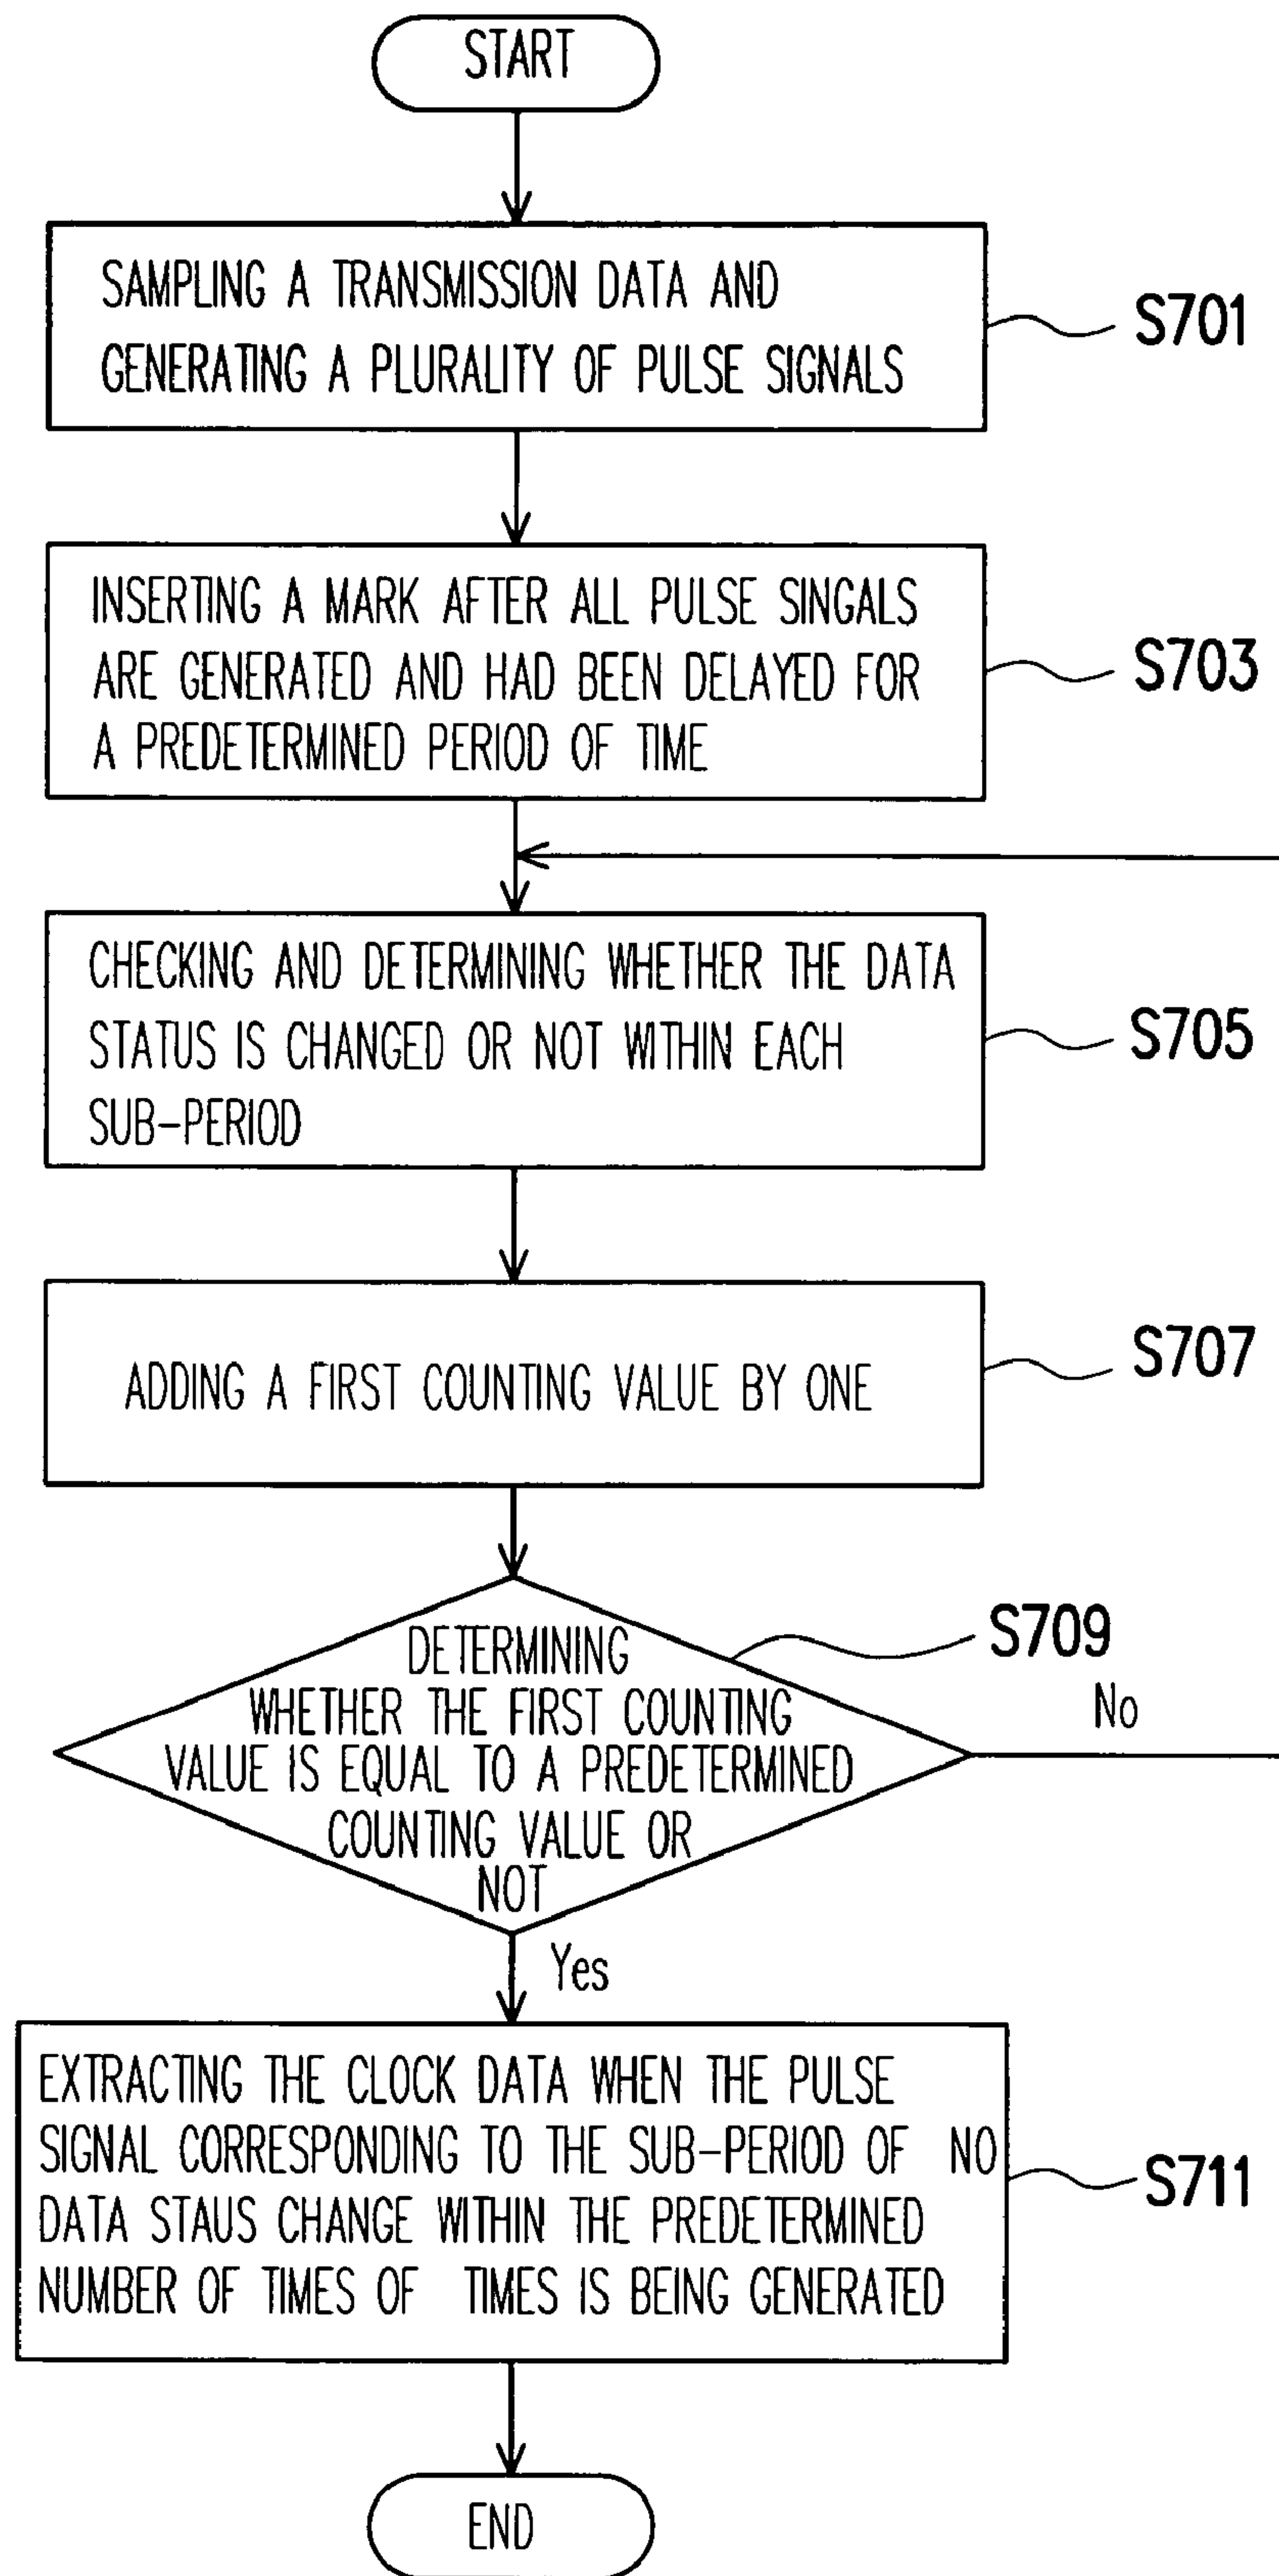 START
SAMPLING A TRANSMISSION DATA AND
GENERATING A PLURALITY OF PULSE SIGNALS
S701
INSERTING A MARK AFTER ALL PULSE SINGALS
ARE GENERATED AND HAD BEEN DELAYED FOR
A PREDETERMINED PERIOD OF TIME
S703
CHECKING AND DETERMINING WHETHER THE DATA
STATUS IS CHANGED OR NOT WITHIN EACH
SUB-PERIOD
S705
ADDING A FIRST COUNTING VALUE BY ONE
S707
DETERMINING
WHETHER THE FIRST COUNTING
VALUE IS EQUAL TO A PREDETERMINED
COUNTING VALUE OR
NOT
S709
No
Yes
EXTRACTING THE CLOCK DATA WHEN THE PULSE
SIGNAL CORRESPONDING TO THE SUB-PERIOD OF NO
DATA STAUS CHANGE WITHIN THE PREDETERMINED
NUMBER OF TIMES OF TIMES IS BEING GENERATED
S711
END